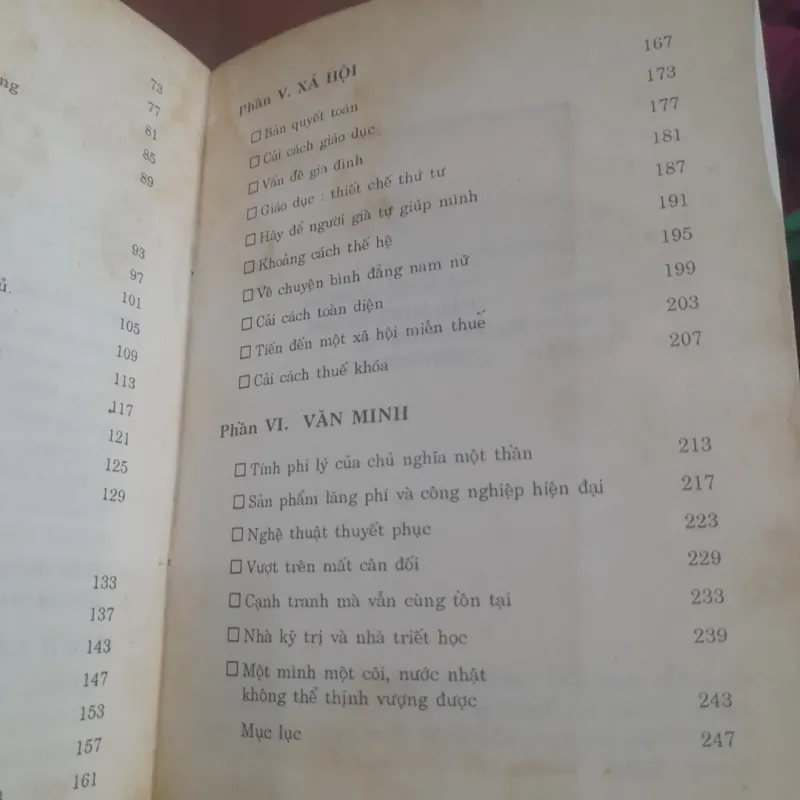 ng
73
77
81
85
89
93
97
ủ.
101
105
109
113
117
121
125
129
133
137
143
147
153
157
161
Phần V. XÃ HỘI
□ Bản quyết toán 167
□ Cải cách giáo dục 173
□ Vấn đề gia đình 177
□ Giáo dục : thiết chế thứ tư 181
□ Hãy để người già tự giúp mình 187
□ Khoảng cách thế hệ 191
□ Về chuyện bình đẳng nam nữ 195
□ Cải cách toàn diện 199
□ Tiến đến một xã hội miễn thuế 203
□ Cải cách thuế khóa 207
Phần VI. VĂN MINH
□ Tính phi lý của chủ nghĩa một thần 213
□ Sản phẩm lãng phí và công nghiệp hiện đại 217
□ Nghệ thuật thuyết phục 223
□ Vượt trên mất cân đối 229
□ Cạnh tranh mà vẫn cùng tồn tại 233
□ Nhà kỹ trị và nhà triết học 239
□ Một mình một cõi, nước nhật
không thể thịnh vượng được 243
Mục lục 247